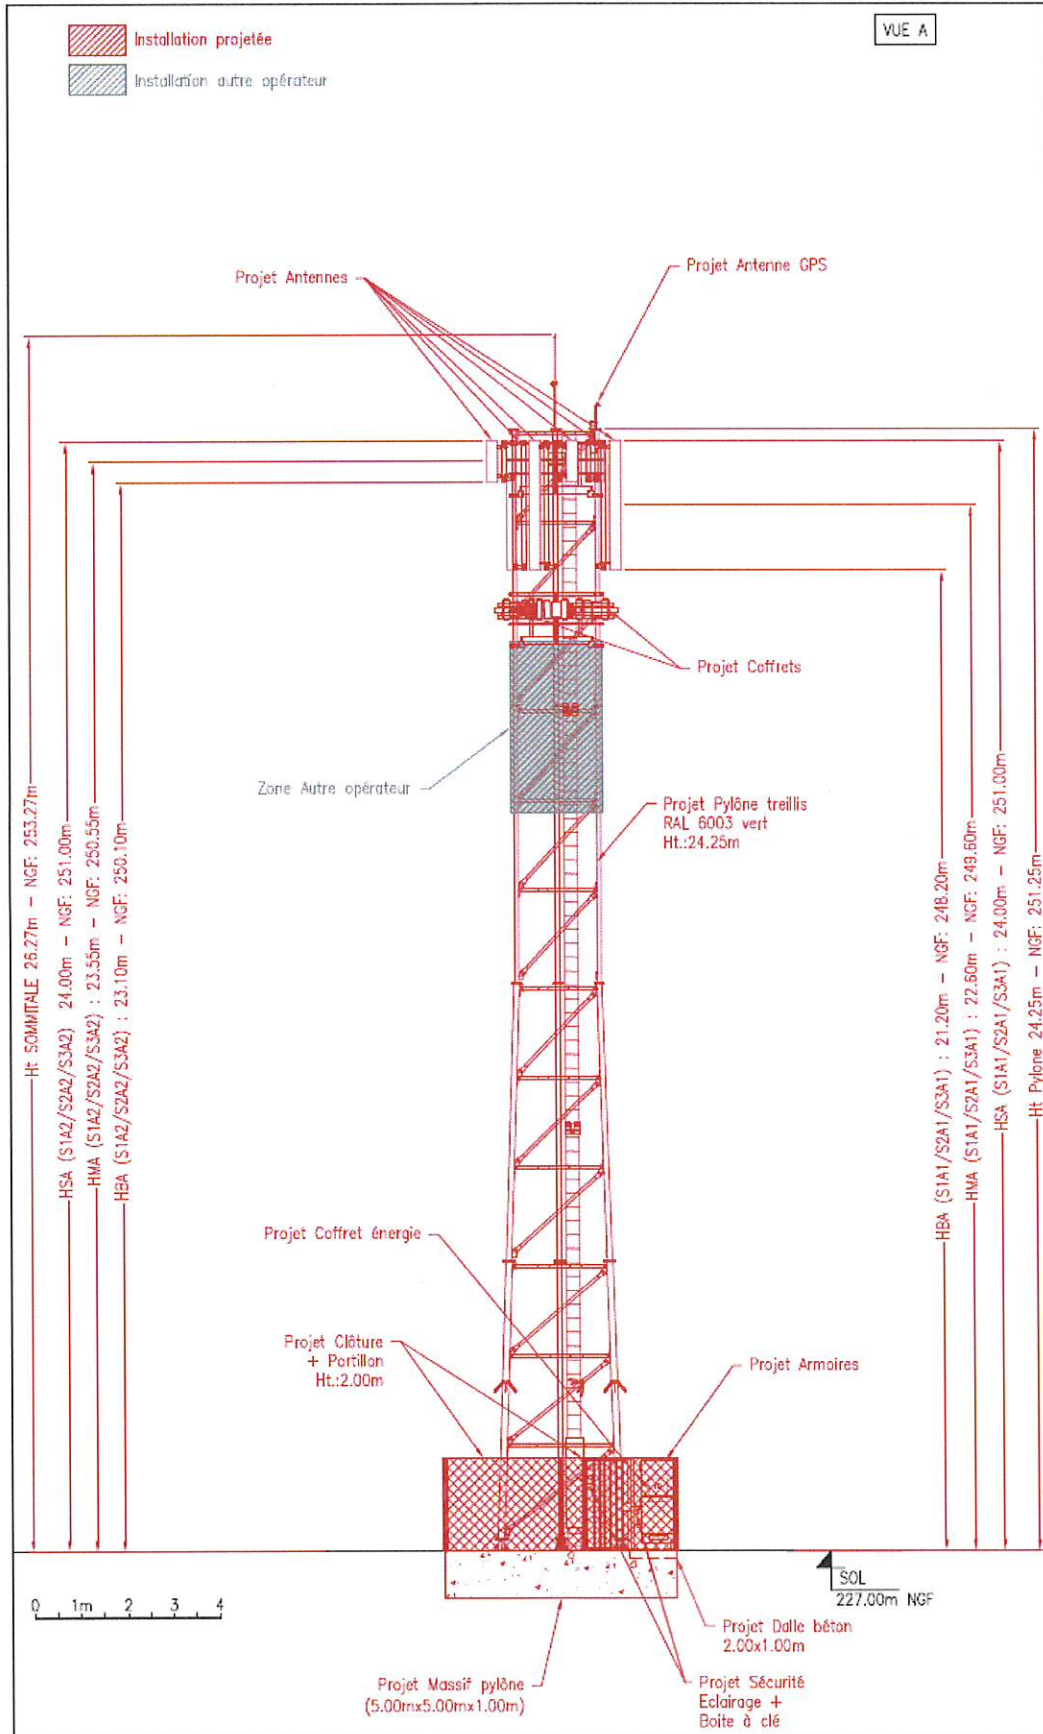 Installation projetée
VUE A
Installation autre opérateur
Projet Antennes
Projet Antenne GPS
Projet Coffrets
Zone Autre opérateur
Projet Pylône treillis
RAL 6003 vert
Ht.:24.25m
Ht SOMMITALE 26.27m - NGF: 253.27m
HSA (S1A2/S2A2/S3A2) 24.00m - NGF: 251.00m
HMA (S1A2/S2A2/S3A2) : 23.55m - NGF: 250.55m
HBA (S1A2/S2A2/S3A2) : 23.10m - NGF: 250.10m
HBA (S1A1/S2A1/S3A1) : 21.20m - NGF: 248.20m
HMA (S1A1/S2A1/S3A1) : 22.60m - NGF: 249.60m
HSA (S1A1/S2A1/S3A1) : 24.00m - NGF: 251.00m
Ht Pylone 24.25m - NGF: 251.25m
Projet Coffret énergie
Projet Clôture
+ Portillon
Ht.:2.00m
Projet Armoires
SOL
227.00m NGF
0 1m 2 3 4
Projet Dalle béton
2.00x1.00m
Projet Massif pylône
(5.00mx5.00mx1.00m)
Projet Sécurité
Eclairage +
Boite à clé